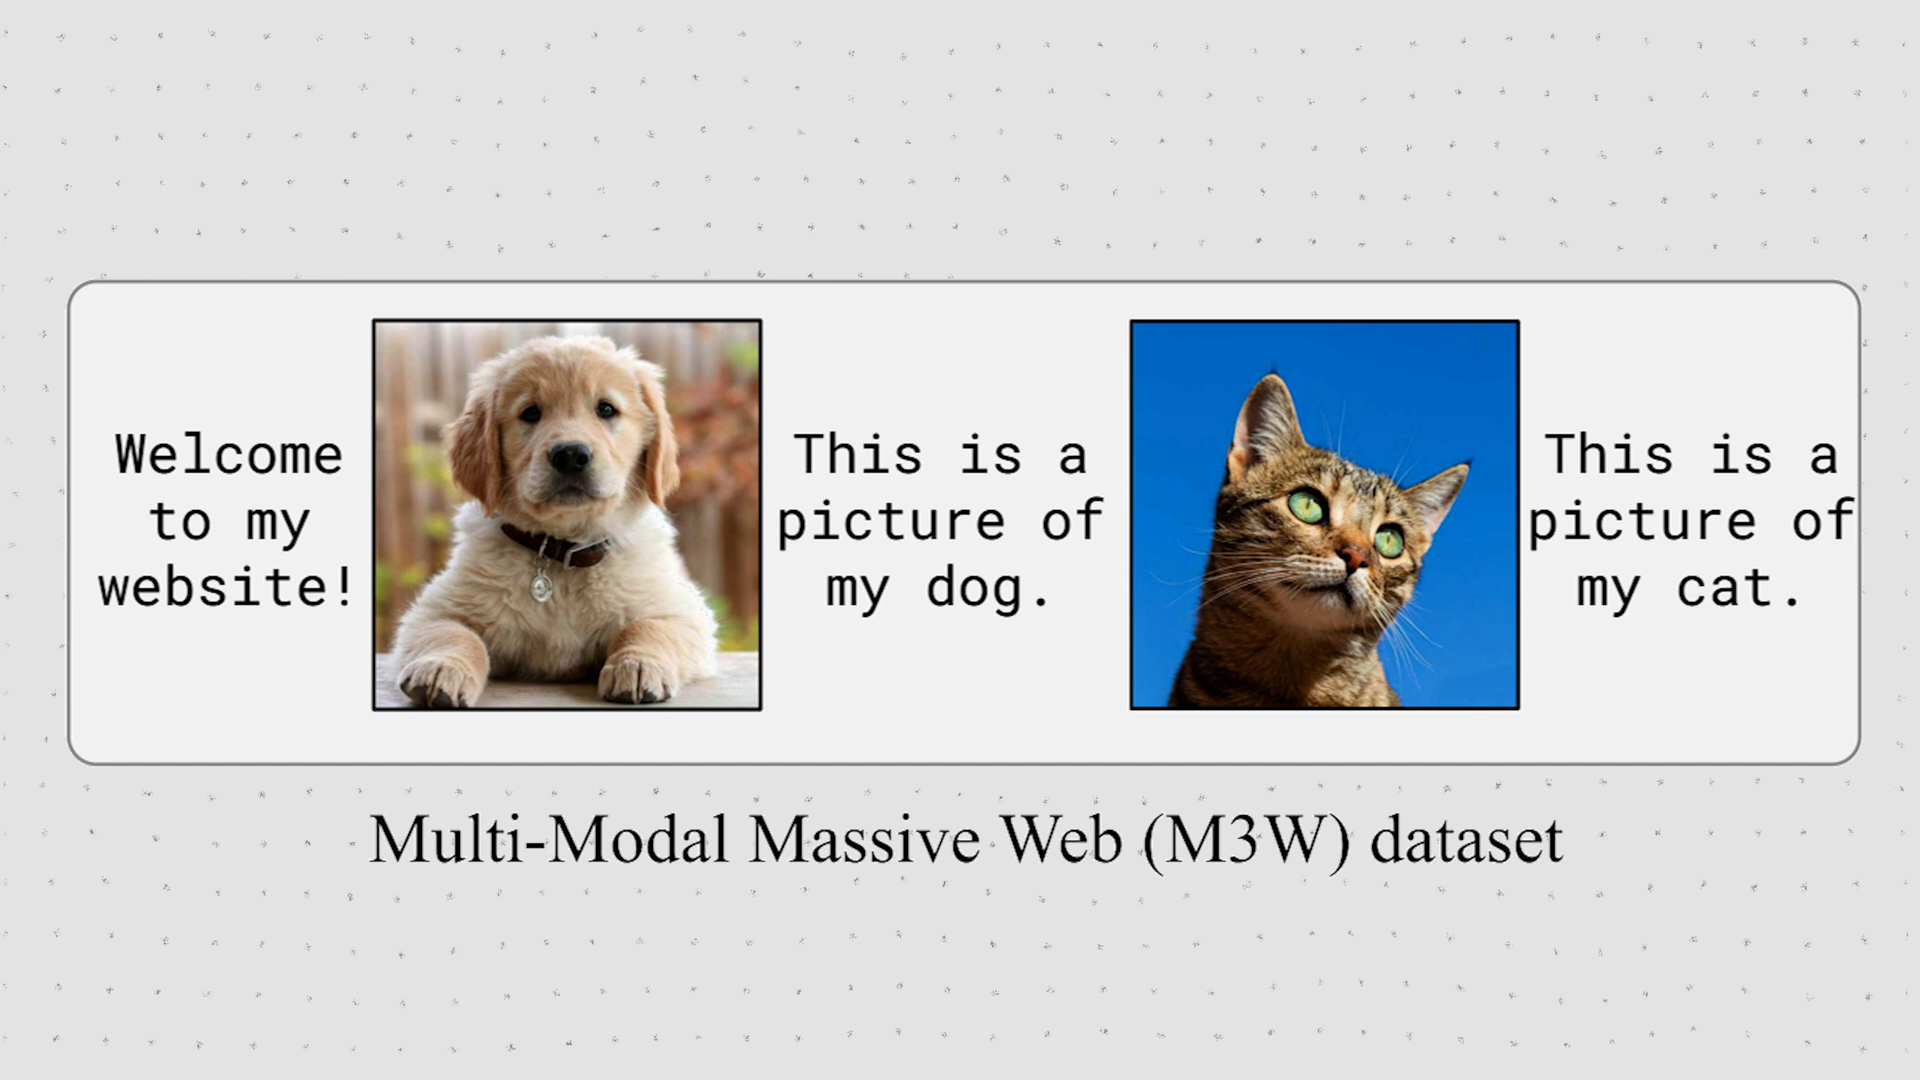 Welcome
to my
website!
This is a
picture of
my dog.
This is a
picture of
my cat.
Multi-Modal Massive Web (M3W) dataset